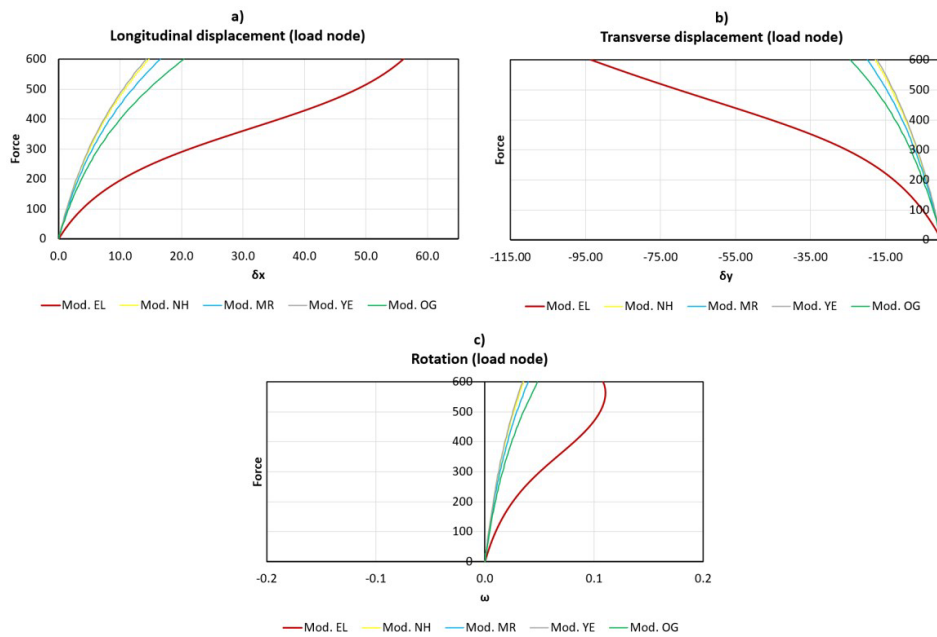 a)
Longitudinal displacement (load node)
600
500
400
300
200
100
0
Force
0.0 10.0 20.0 30.0 40.0 50.0 60.0
δx
Mod. EL Mod. NH Mod. MR Mod. YE Mod. OG
b)
Transverse displacement (load node)
600
500
400
300
200
100
0
Force
-115.00 -95.00 -75.00 -55.00 -35.00 -15.00
δy
Mod. EL Mod. NH Mod. MR Mod. YE Mod. OG
c)
Rotation (load node)
600
500
400
300
200
100
0
Force
-0.2 -0.1 0.0 0.1 0.2
ω
Mod. EL Mod. NH Mod. MR Mod. YE Mod. OG